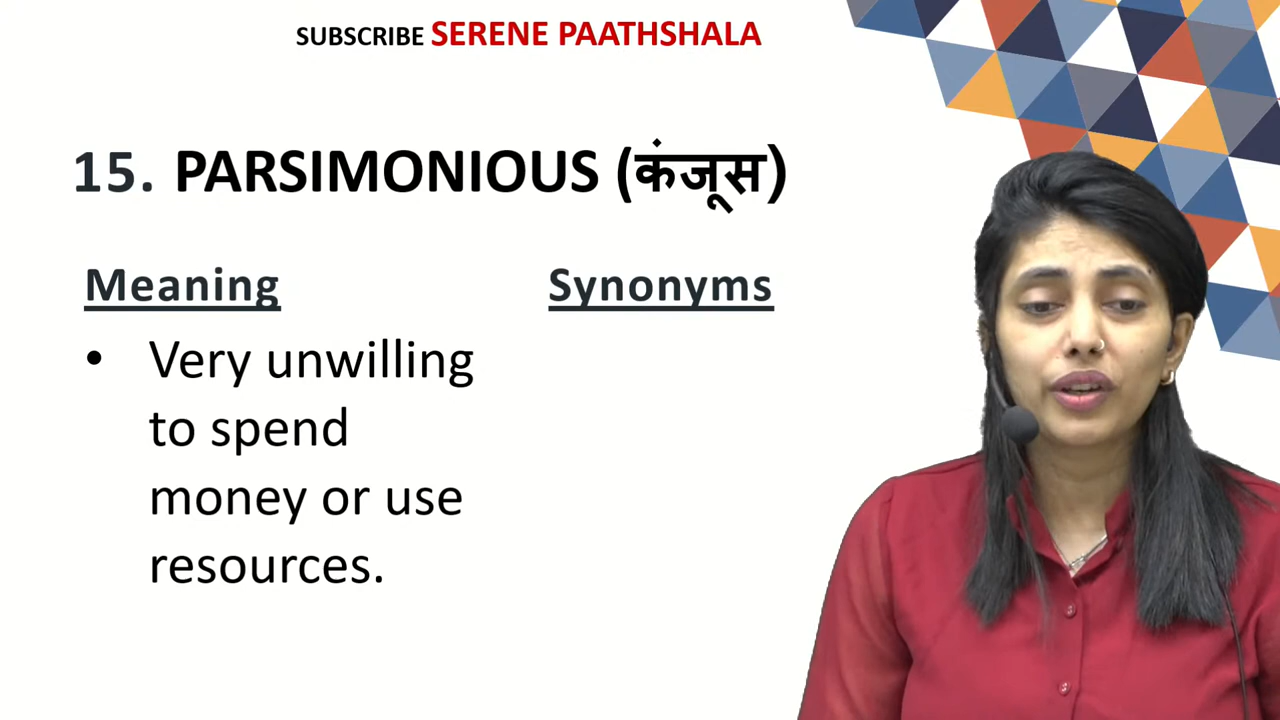 SUBSCRIBE SERENE PAATHSHALA
15. PARSIMONIOUS (कंजूस)
Meaning
Synonyms
• Very unwilling
to spend
money or use
resources.